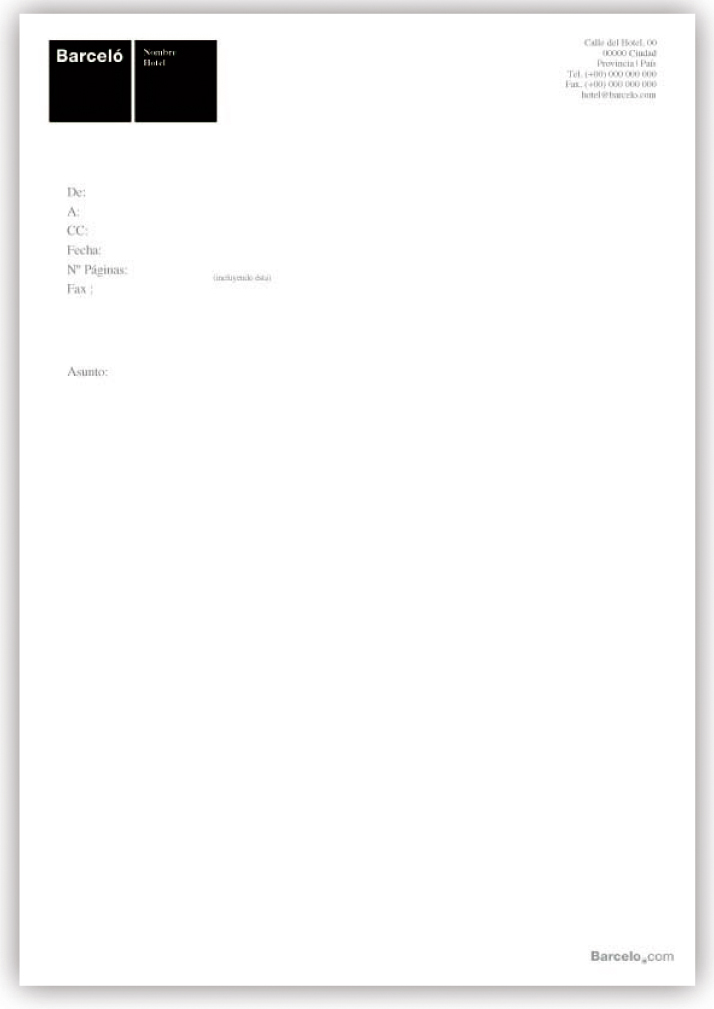 Barceló
Nombre
Hotel
Calle del Hotel, 00
00000 Ciudad
Provincia | País
Tél. (+00) 000 000 000
Fax. (+00) 000 000 000
hotel@barcelo.com
De:
A:
CC:
Fecha:
Nº Páginas:
(incluyendo ésta)
Fax :
Asunto:
Barcelo.com